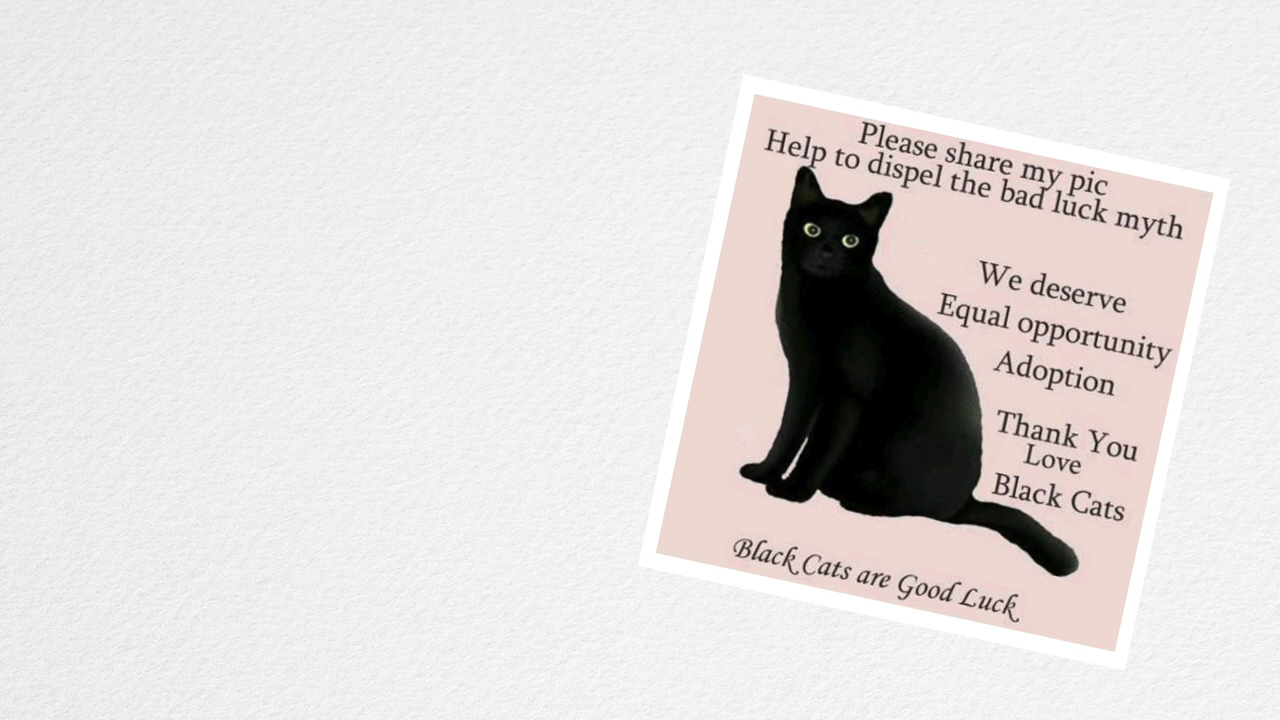 Please share my pic
Help to dispel the bad luck myth
We deserve
Equal opportunity
Adoption
Thank You
Love
Black Cats
Black Cats are Good Luck